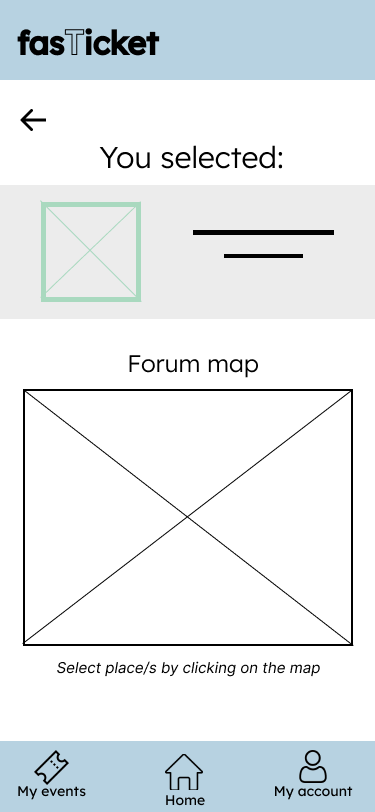 fasTicket
You selected:
Forum map
Select place/s by clicking on the map
My events
Home
My account